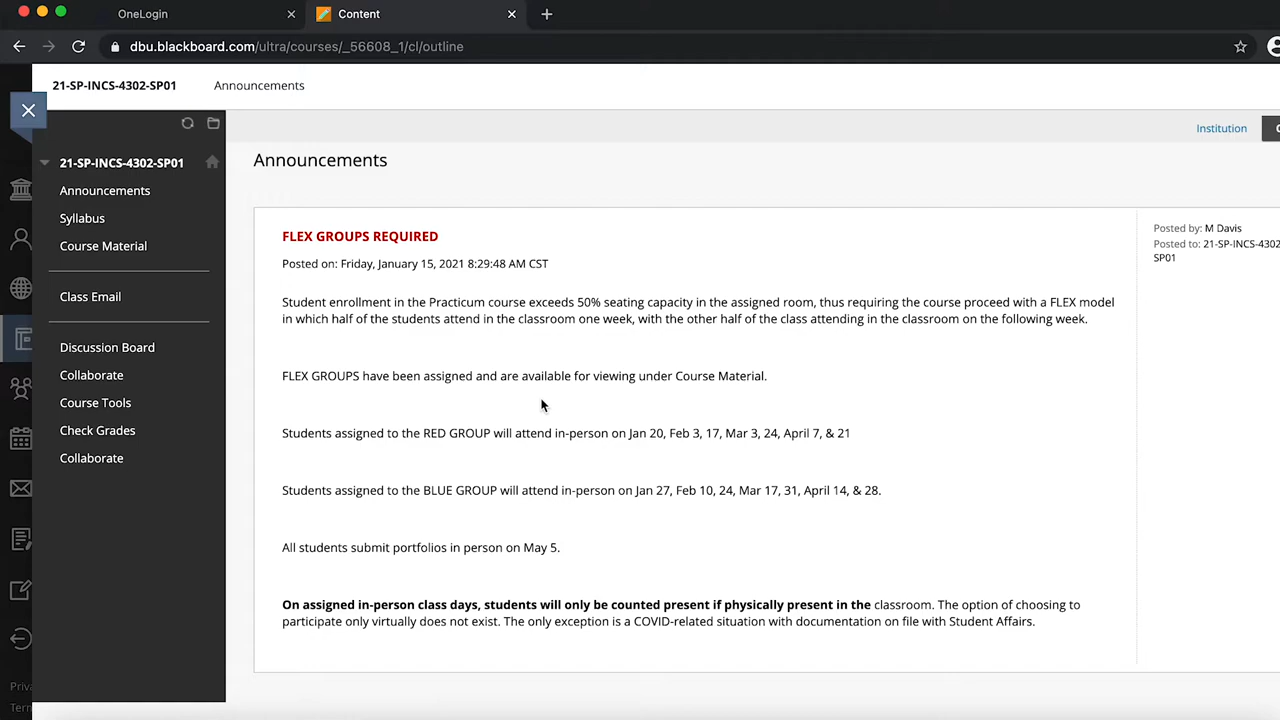 OneLogin
Content
dbu.blackboard.com/ultra/courses/_56608_1/cl/outline
21-SP-INCS-4302-SP01
Announcements
Institution
21-SP-INCS-4302-SP01
Announcements
Syllabus
Course Material
Class Email
Discussion Board
Collaborate
Course Tools
Check Grades
Collaborate
Announcements
FLEX GROUPS REQUIRED
Posted on: Friday, January 15, 2021 8:29:48 AM CST
Student enrollment in the Practicum course exceeds 50% seating capacity in the assigned room, thus requiring the course proceed with a FLEX model
in which half of the students attend in the classroom one week, with the other half of the class attending in the classroom on the following week.
FLEX GROUPS have been assigned and are available for viewing under Course Material.
Students assigned to the RED GROUP will attend in-person on Jan 20, Feb 3, 17, Mar 3, 24, April 7, & 21
Students assigned to the BLUE GROUP will attend in-person on Jan 27, Feb 10, 24, Mar 17, 31, April 14, & 28.
All students submit portfolios in person on May 5.
On assigned in-person class days, students will only be counted present if physically present in the classroom. The option of choosing to
participate only virtually does not exist. The only exception is a COVID-related situation with documentation on file with Student Affairs.
Posted by: M Davis
Posted to: 21-SP-INCS-4302
SP01